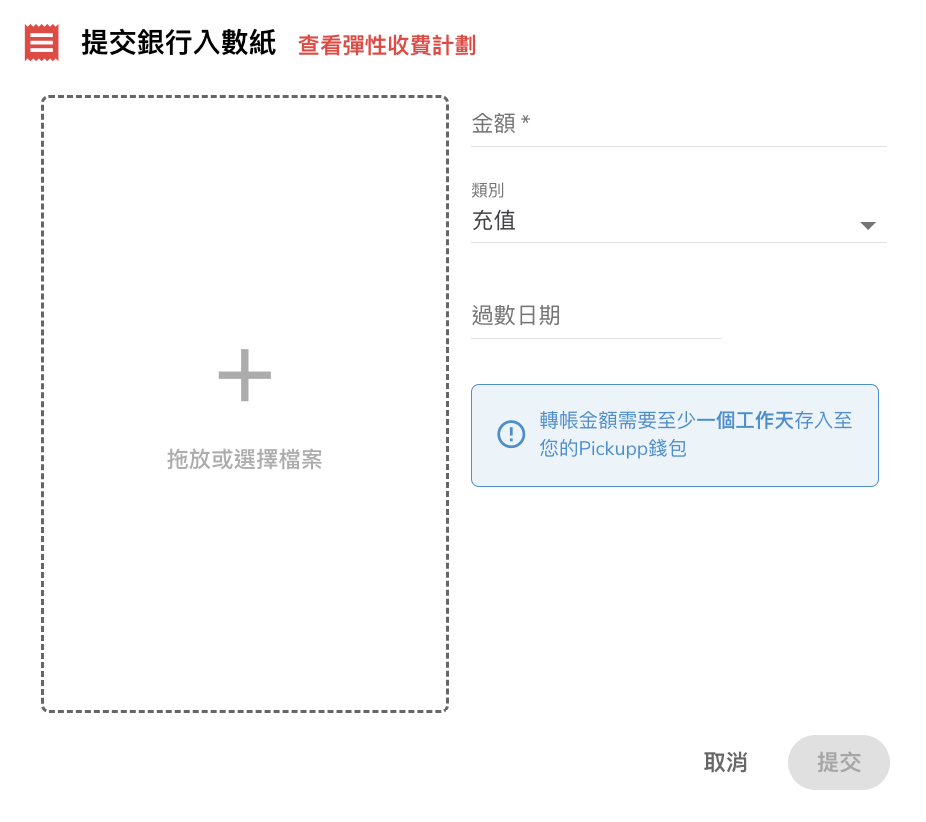 提交銀行入數紙 查看彈性收費計劃
拖放或選擇檔案
金額 *
類別
充值
過數日期
轉帳金額需要至少一個工作天存入至
您的Pickupp錢包
取消
提交